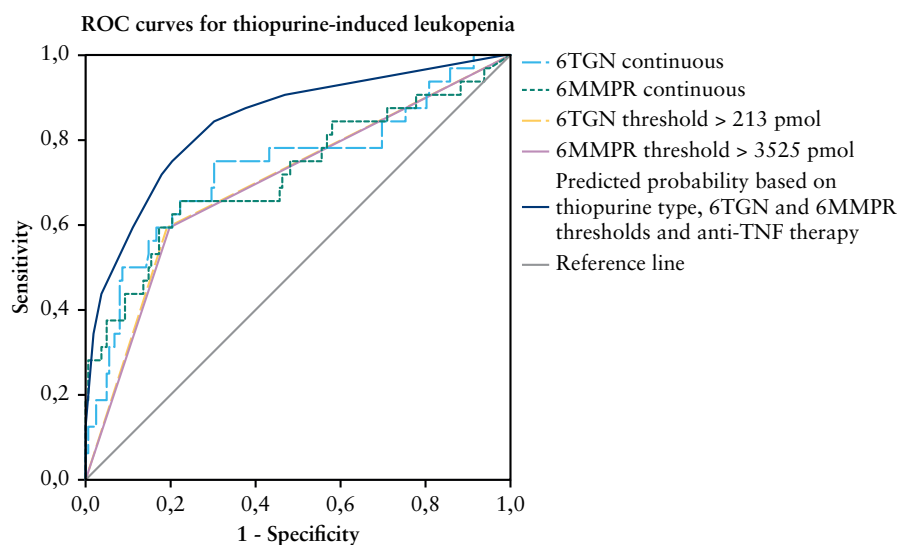 ROC curves for thiopurine-induced leukopenia
1,0
0,8
0,6
0,4
0,2
0,0
Sensitivity
0,0 0,2 0,4 0,6 0,8 1,0
1 - Specificity
6TGN continuous
6MMPR continuous
6TGN threshold > 213 pmol
6MMPR threshold > 3525 pmol
Predicted probability based on
thiopurine type, 6TGN and 6MMPR
thresholds and anti-TNF therapy
Reference line